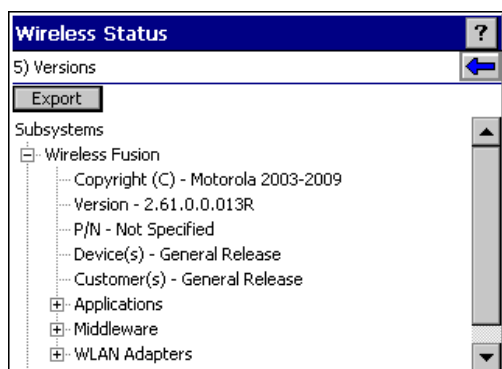 Wireless Status ?
5) Versions
Export
Subsystems
Wireless Fusion
Copyright (C) - Motorola 2003-2009
Version - 2.61.0.0.013R
P/N - Not Specified
Device(s) - General Release
Customer(s) - General Release
Applications
Middleware
WLAN Adapters